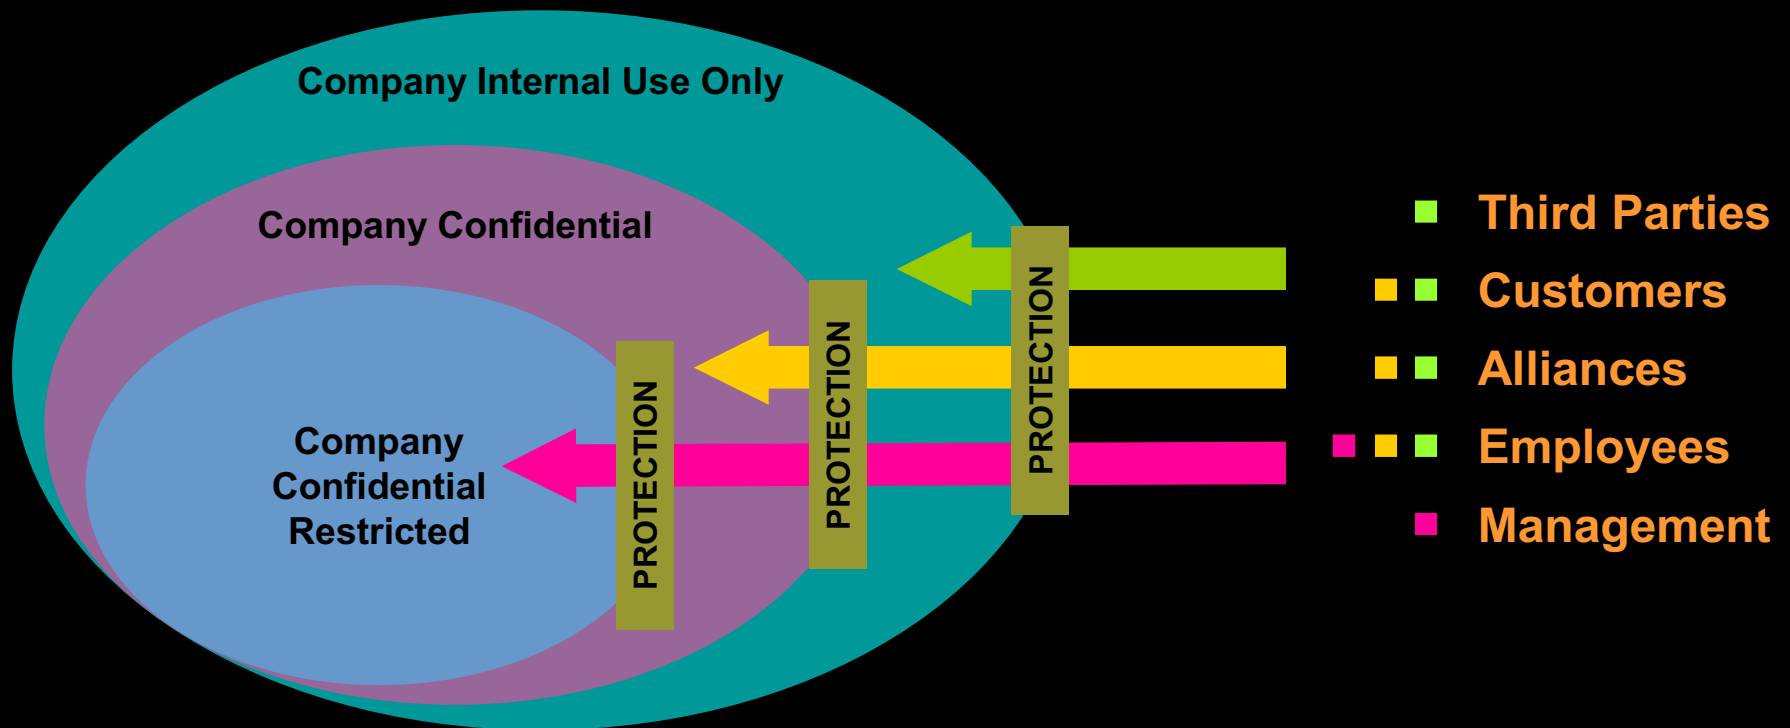 Company Internal Use Only
Company Confidential
Company
Confidential
Restricted
PROTECTION
PROTECTION
PROTECTION
Third Parties
Customers
Alliances
Employees
Management